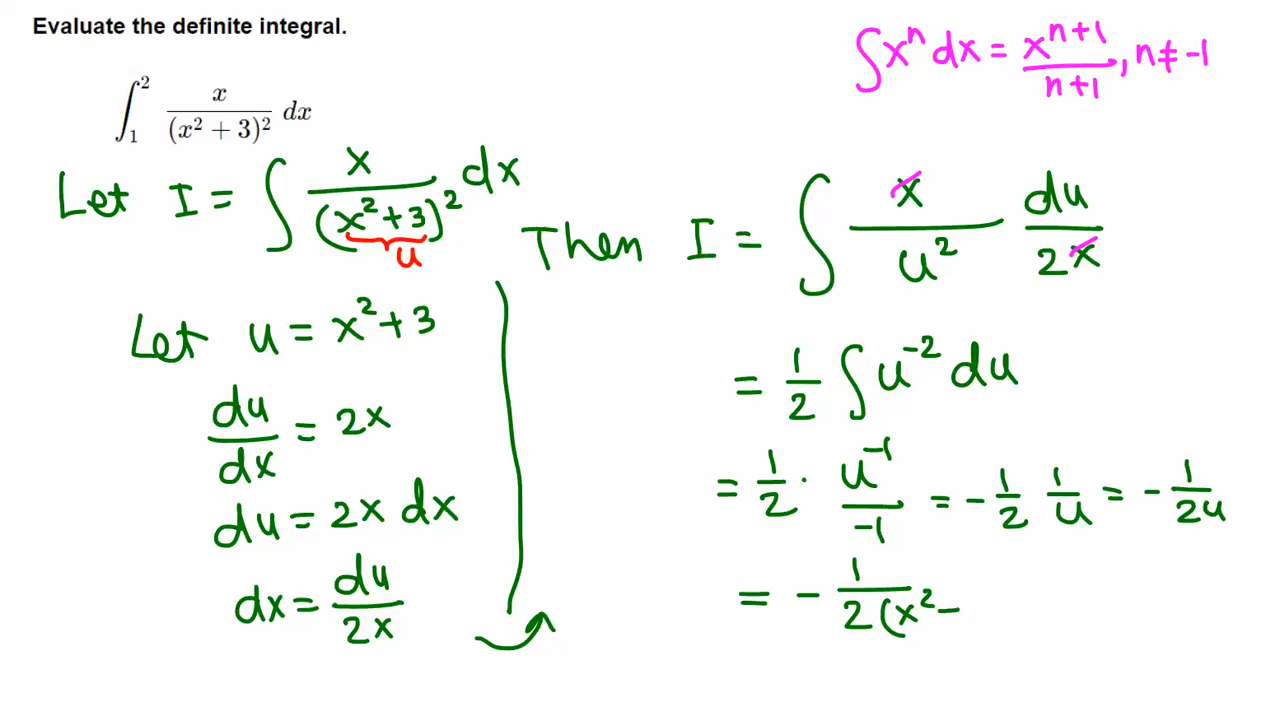 Evaluate the definite integral.
∫₁² x/(x² + 3)² dx
∫xⁿ dx = xⁿ⁺¹/(n+1), n ≠ -1
Let I = ∫ x/(x²+3)² dx
u
Let u = x²+3
du/dx = 2x
du = 2x dx
dx = du/2x
Then I = ∫ x/u² du/2x
= 1/2 ∫ u⁻² du
= 1/2 · u⁻¹/-1 = - 1/2 1/u = - 1/2u
= - 1/2(x² -